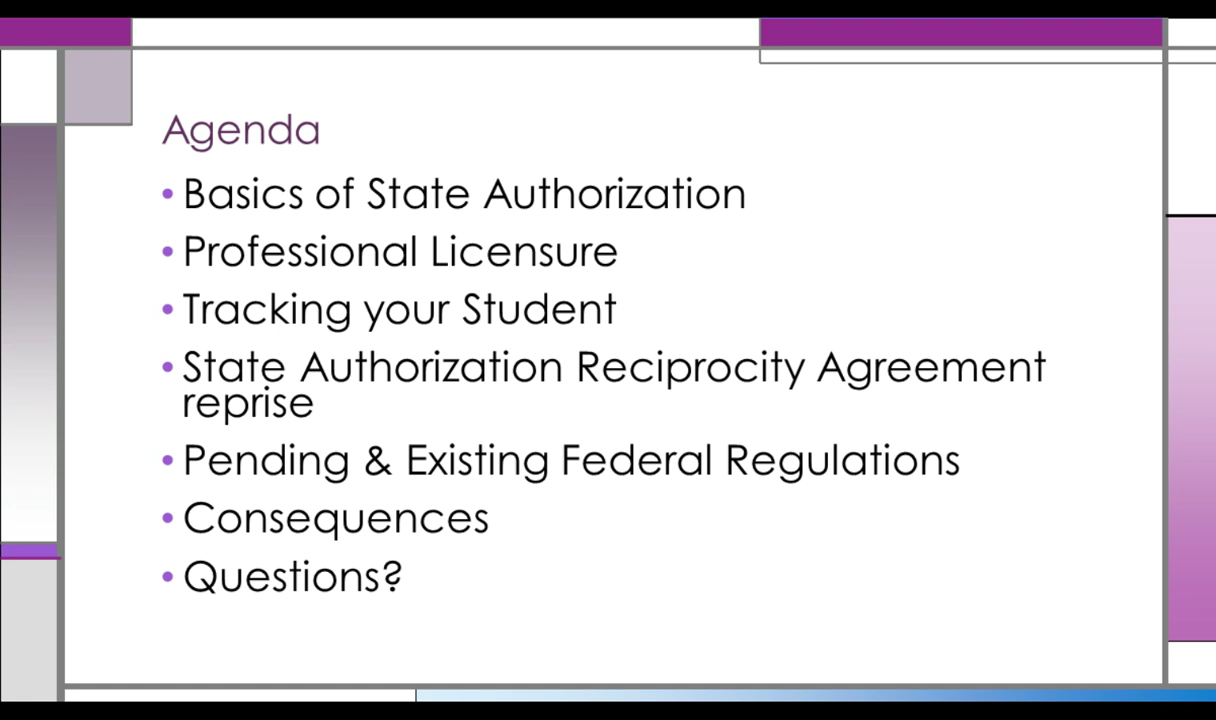 Agenda
• Basics of State Authorization
• Professional Licensure
• Tracking your Student
• State Authorization Reciprocity Agreement
reprise
• Pending & Existing Federal Regulations
• Consequences
• Questions?